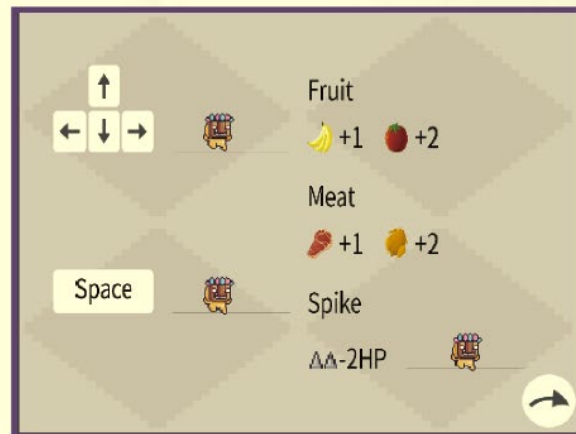 Fruit
+1 +2
Meat
+1 +2
Space
Spike
-2HP